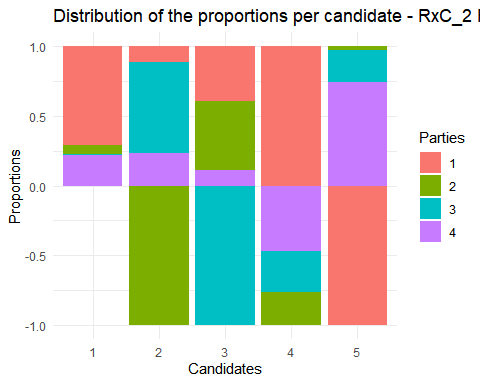 Distribution of the proportions per candidate - RxC_2
1.0
0.5
0.0
-0.5
-1.0
Proportions
1 2 3 4 5
Candidates
Parties
1
2
3
4